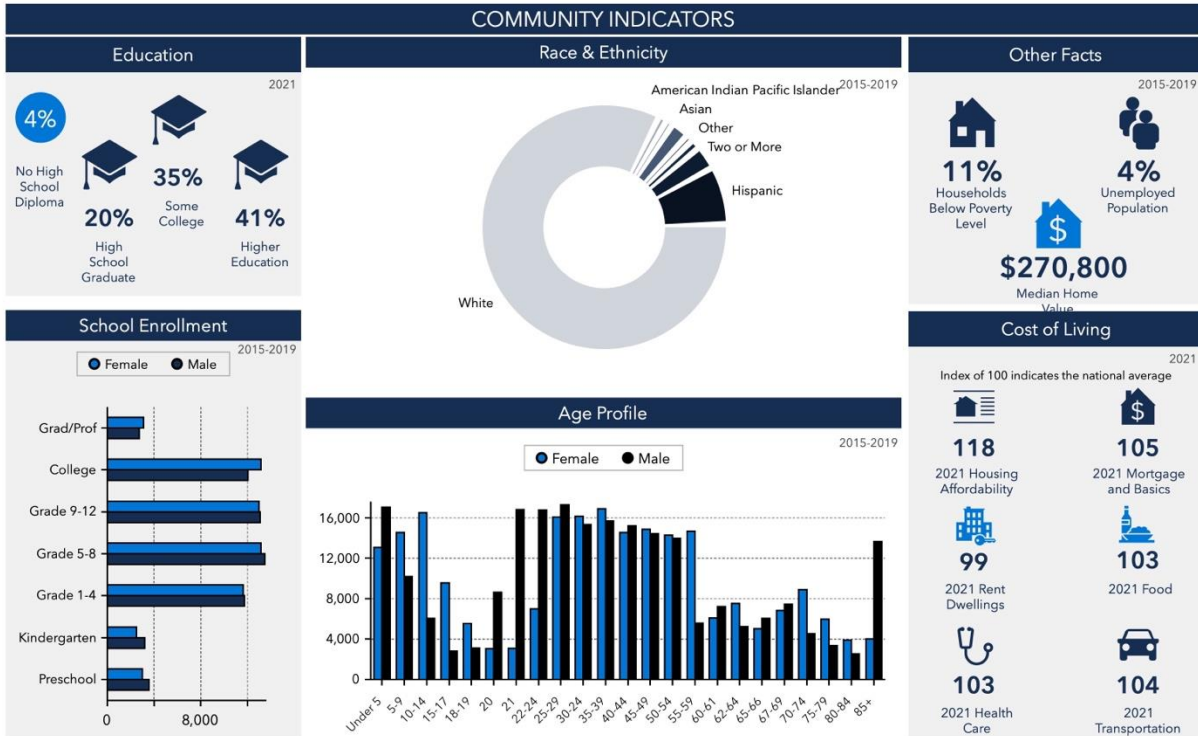 COMMUNITY INDICATORS
Education
2021
4%
No High
School
Diploma
20%
High
School
Graduate
35%
Some
College
41%
Higher
Education
Race & Ethnicity
2015-2019
American Indian Pacific Islander
Asian
Other
Two or More
Hispanic
White
Other Facts
2015-2019
11%
Households
Below Poverty
Level
4%
Unemployed
Population
$
$270,800
Median Home
Value
School Enrollment
2015-2019
Female Male
Grad/Prof
College
Grade 9-12
Grade 5-8
Grade 1-4
Kindergarten
Preschool
0 8,000
Age Profile
2015-2019
Female Male
16,000
12,000
8,000
4,000
0
Under 5 5-9 10-14 15-17 18-19 20 21 22-24 25-29 30-24 35-39 40-44 45-49 50-54 55-59 60-61 62-64 65-66 67-69 70-74 75-79 80-84 85+
Cost of Living
2021
Index of 100 indicates the national average
118
2021 Housing
Affordability
$
105
2021 Mortgage
and Basics
99
2021 Rent
Dwellings
103
2021 Food
103
2021 Health
Care
104
2021
Transportation